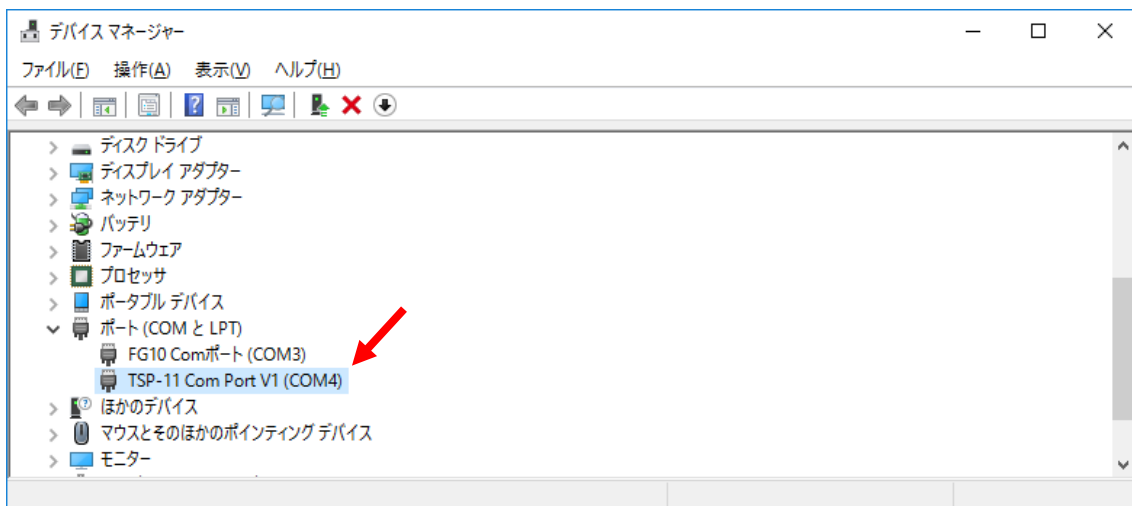 デバイス マネージャー
ファイル(F) 操作(A) 表示(V) ヘルプ(H)
ディスク ドライブ
ディスプレイ アダプター
ネットワーク アダプター
バッテリ
ファームウェア
プロセッサ
ポータブル デバイス
ポート (COM と LPT)
FG10 Comポート (COM3)
TSP-11 Com Port V1 (COM4)
ほかのデバイス
マウスとそのほかのポインティング デバイス
モニター